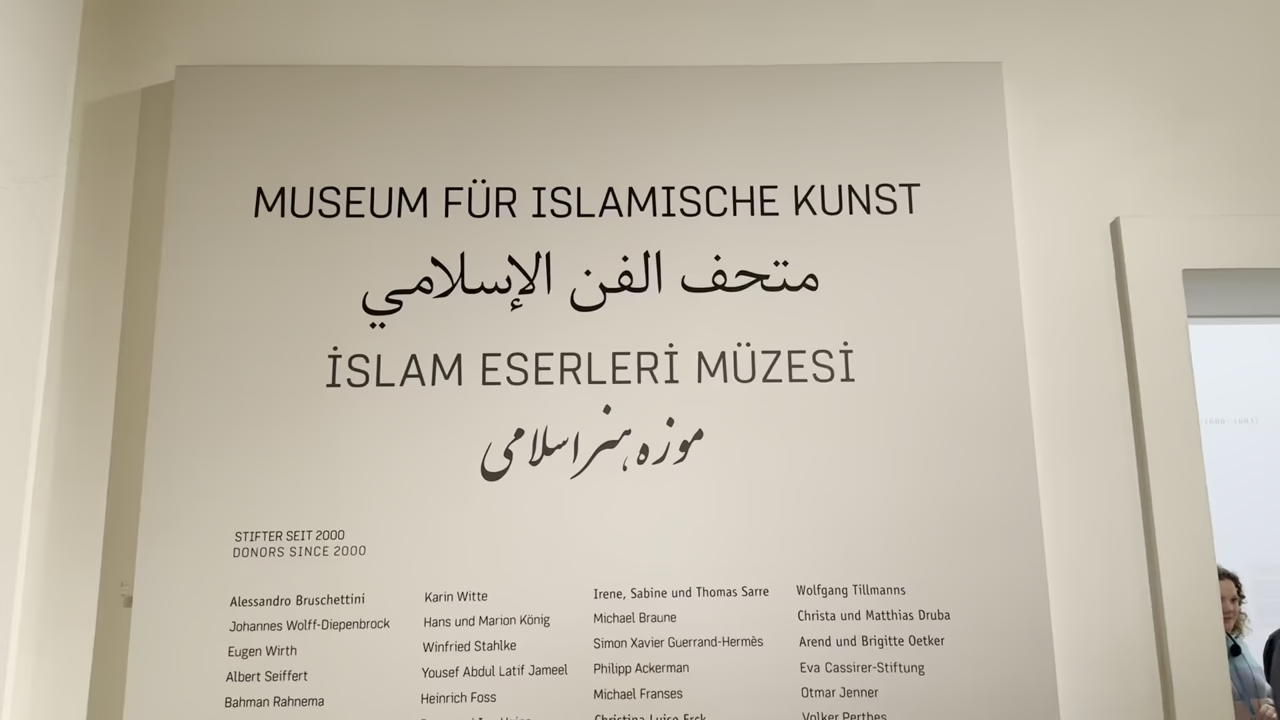 MUSEUM FÜR ISLAMISCHE KUNST
متحف الفن الإسلامي
İSLAM ESERLERİ MÜZESİ
موزه هنر اسلامی
STIFTER SEIT 2000
DONORS SINCE 2000
Alessandro Bruschettini
Johannes Wolff-Diepenbrock
Eugen Wirth
Albert Seiffert
Bahman Rahnema
Karin Witte
Hans und Marion König
Winfried Stahlke
Yousef Abdul Latif Jameel
Heinrich Foss
Irene, Sabine und Thomas Sarre
Michael Braune
Simon Xavier Guerrand-Hermès
Philipp Ackerman
Michael Franses
Christina Luise Erck
Wolfgang Tillmanns
Christa und Matthias Druba
Arend und Brigitte Oetker
Eva Cassirer-Stiftung
Otmar Jenner
Volker Perthes